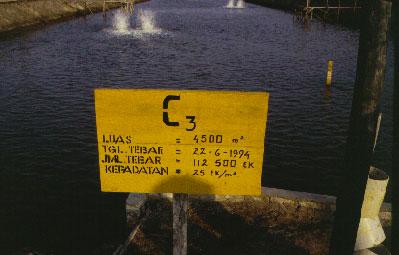 C3
LUAS = 4500 m²
TGL. TEBAR = 22-6-1994
JML. TEBAR = 112 500 EK
KEPADATAN = 25 EK/m²